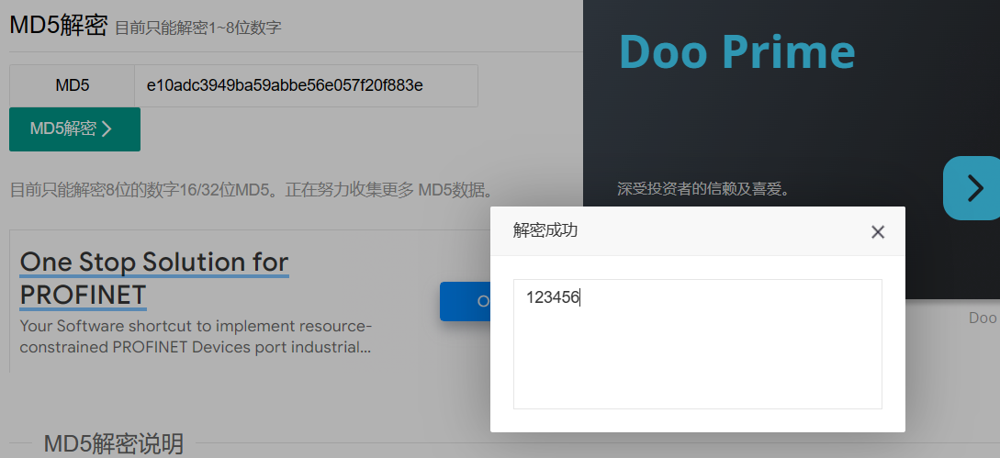 MD5解密 目前只能解密1~8位数字
MD5 e10adc3949ba59abbe56e057f20f883e
MD5解密
目前只能解密8位的数字16/32位MD5。正在努力收集更多 MD5数据。
One Stop Solution for
PROFINET
Your Software shortcut to implement resource-
constrained PROFINET Devices port industrial...
O
Doo Prime
深受投资者的信赖及喜爱。
Doo
解密成功
123456
MD5解密说明